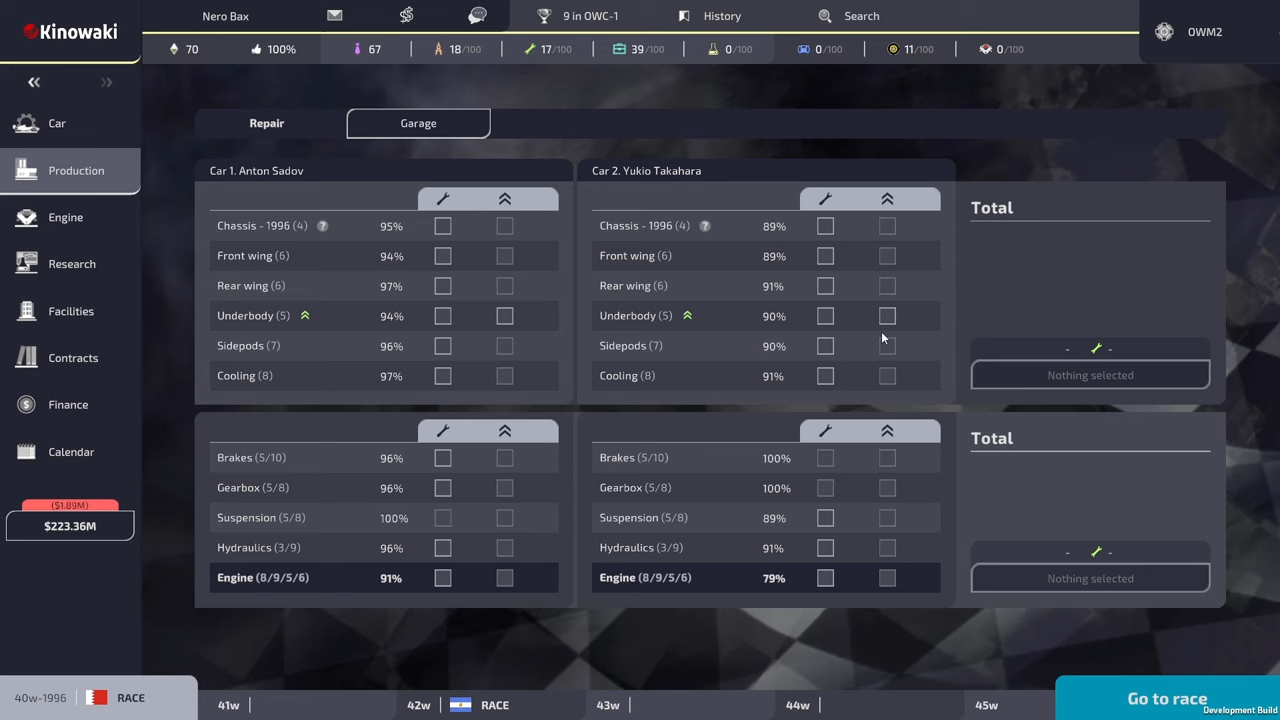 Kinowaki
Nero Bax
9 in OWC-1
History
Search
OWM2
70
100%
67
18/100
17/100
39/100
0/100
0/100
11/100
0/100
Car
Production
Engine
Research
Facilities
Contracts
Finance
Calendar
($1.89M)
$223.36M
Repair
Garage
Car 1. Anton Sadov
Chassis - 1996 (4) ? 95%
Front wing (6) 94%
Rear wing (6) 97%
Underbody (5) 94%
Sidepods (7) 96%
Cooling (8) 97%
Car 2. Yukio Takahara
Chassis - 1996 (4) ? 89%
Front wing (6) 89%
Rear wing (6) 91%
Underbody (5) 90%
Sidepods (7) 90%
Cooling (8) 91%
Total
- -
Nothing selected
Brakes (5/10) 96%
Gearbox (5/8) 96%
Suspension (5/8) 100%
Hydraulics (3/9) 96%
Engine (8/9/5/6) 91%
Brakes (5/10) 100%
Gearbox (5/8) 100%
Suspension (5/8) 89%
Hydraulics (3/9) 91%
Engine (8/9/5/6) 79%
Total
- -
Nothing selected
40w-1996 RACE
41w
42w RACE
43w
44w
45w
Go to race
Development Build